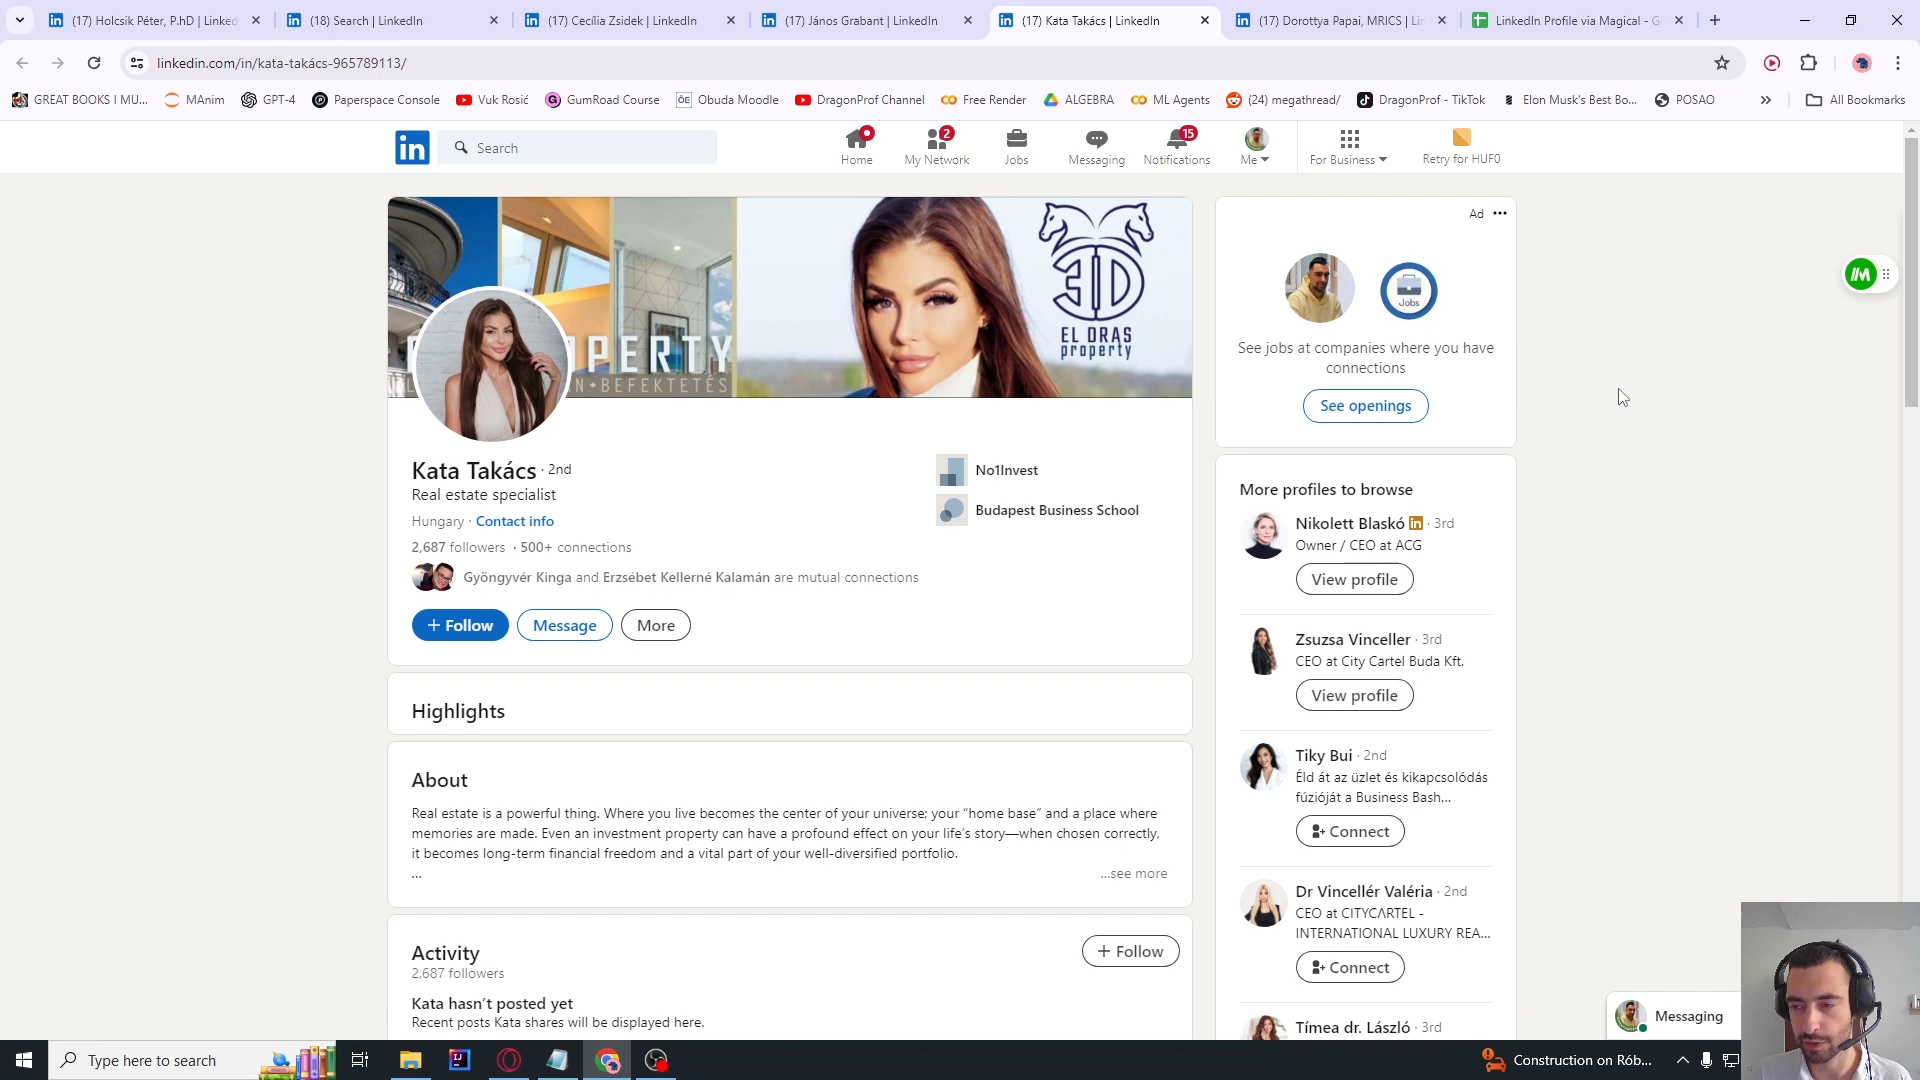 (17) Holcsik Péter, P.hD | Linked
(18) Search | LinkedIn
(17) Cecília Zsidek | LinkedIn
(17) János Grabant | LinkedIn
(17) Kata Takács | LinkedIn
(17) Dorottya Papai, MRICS | Lin
LinkedIn Profile via Magical - G
linkedin.com/in/kata-takács-965789113/
GREAT BOOKS I MU...
MAnim
GPT-4
Paperspace Console
Vuk Rosić
GumRoad Course
Obuda Moodle
DragonProf Channel
Free Render
ALGEBRA
ML Agents
(24) megathread/
DragonProf - TikTok
Elon Musk's Best Bo...
POSAO
All Bookmarks
in
Search
Home
2
My Network
Jobs
Messaging
15
Notifications
Me
For Business
Retry for HUF0
PERTY
N•BEFEKTETÉS
EL DRAS
property
Kata Takács · 2nd
Real estate specialist
Hungary · Contact info
2,687 followers · 500+ connections
Gyöngyvér Kinga and Erzsébet Kellerné Kalamán are mutual connections
+ Follow
Message
More
No1Invest
Budapest Business School
Highlights
About
Real estate is a powerful thing. Where you live becomes the center of your universe; your “home base” and a place where
memories are made. Even an investment property can have a profound effect on your life’s story—when chosen correctly,
it becomes long-term financial freedom and a vital part of your well-diversified portfolio.
...
...see more
Activity
2,687 followers
+ Follow
Kata hasn’t posted yet
Recent posts Kata shares will be displayed here.
Ad
Jobs
See jobs at companies where you have
connections
See openings
More profiles to browse
Nikolett Blaskó in · 3rd
Owner / CEO at ACG
View profile
Zsuzsa Vinceller · 3rd
CEO at City Cartel Buda Kft.
View profile
Tiky Bui · 2nd
Éld át az üzlet és kikapcsolódás
fúzióját a Business Bash...
Connect
Dr Vincellér Valéria · 2nd
CEO at CITYCΛRTEL -
INTERNATIONAL LUXURY REA...
Connect
Tímea dr. László · 3rd
Messaging
Type here to search
Construction on Rób...